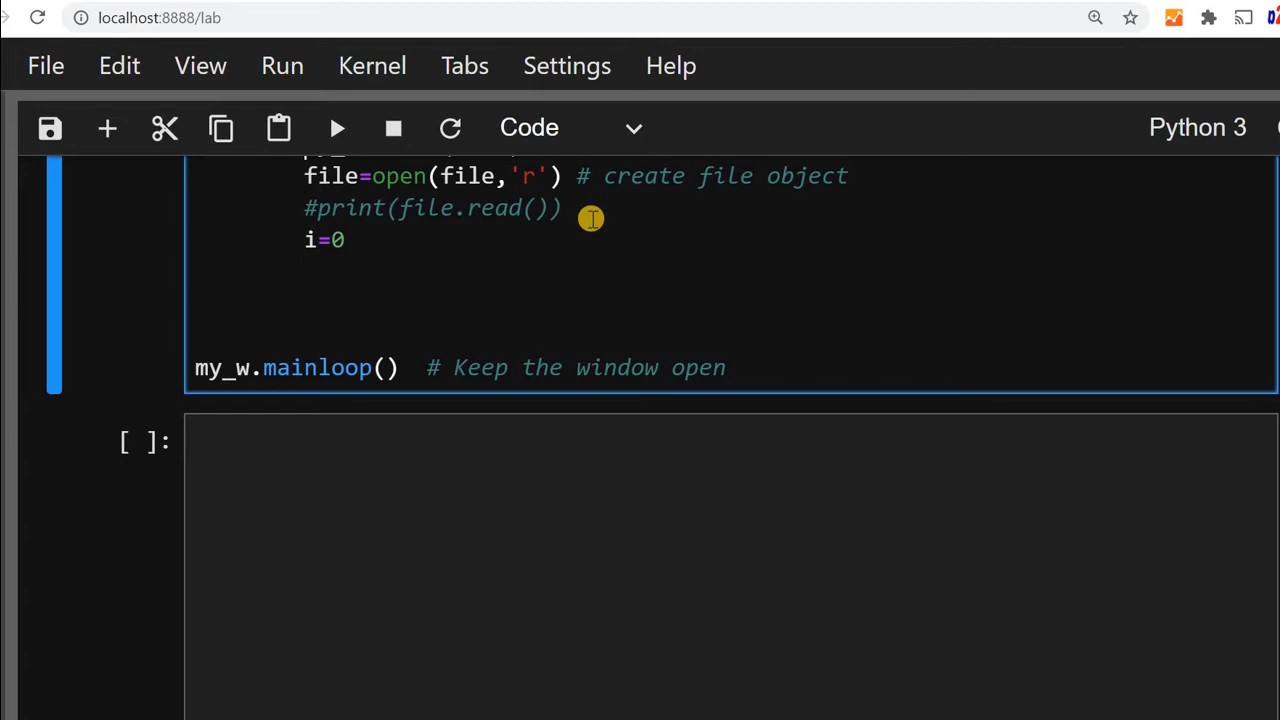 localhost:8888/lab
File Edit View Run Kernel Tabs Settings Help
Code Python 3
file=open(file,'r') # create file object
#print(file.read())
i=0
my_w.mainloop() # Keep the window open
[ ]: